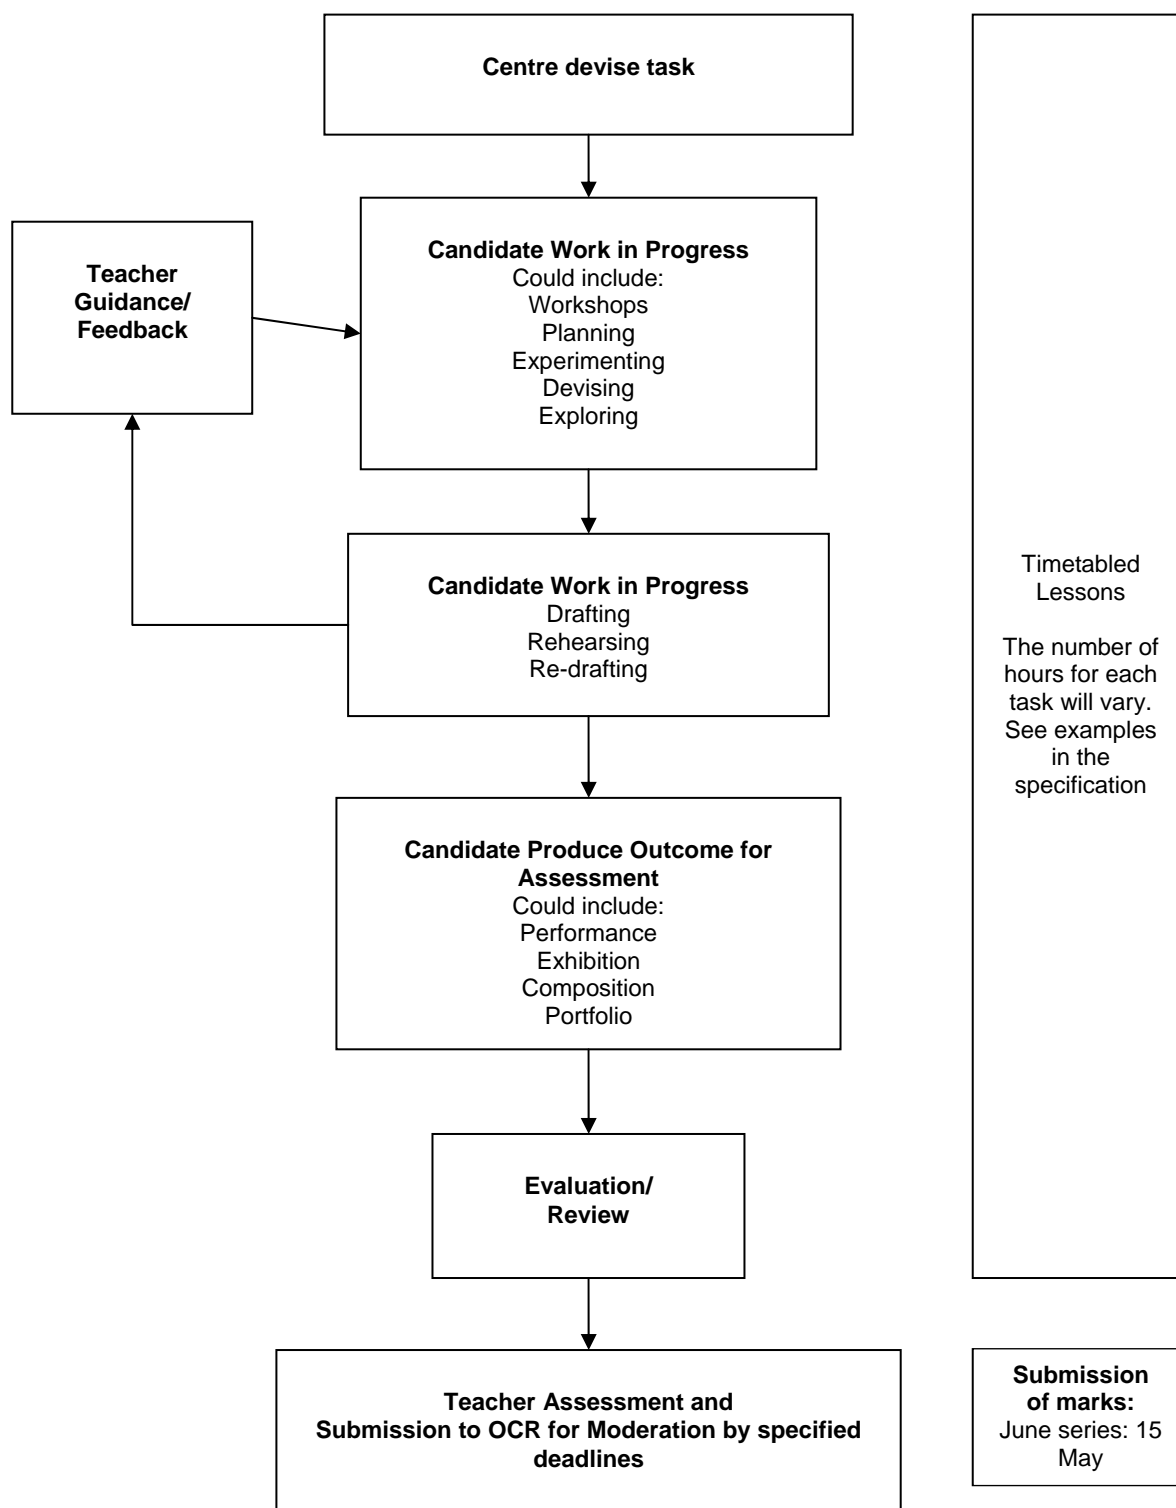 Centre devise task
Teacher
Guidance/
Feedback
Candidate Work in Progress
Could include:
Workshops
Planning
Experimenting
Devising
Exploring
Candidate Work in Progress
Drafting
Rehearsing
Re-drafting
Candidate Produce Outcome for
Assessment
Could include:
Performance
Exhibition
Composition
Portfolio
Evaluation/
Review
Teacher Assessment and
Submission to OCR for Moderation by specified
deadlines
Timetabled
Lessons
The number of
hours for each
task will vary.
See examples
in the
specification
Submission
of marks:
June series: 15
May